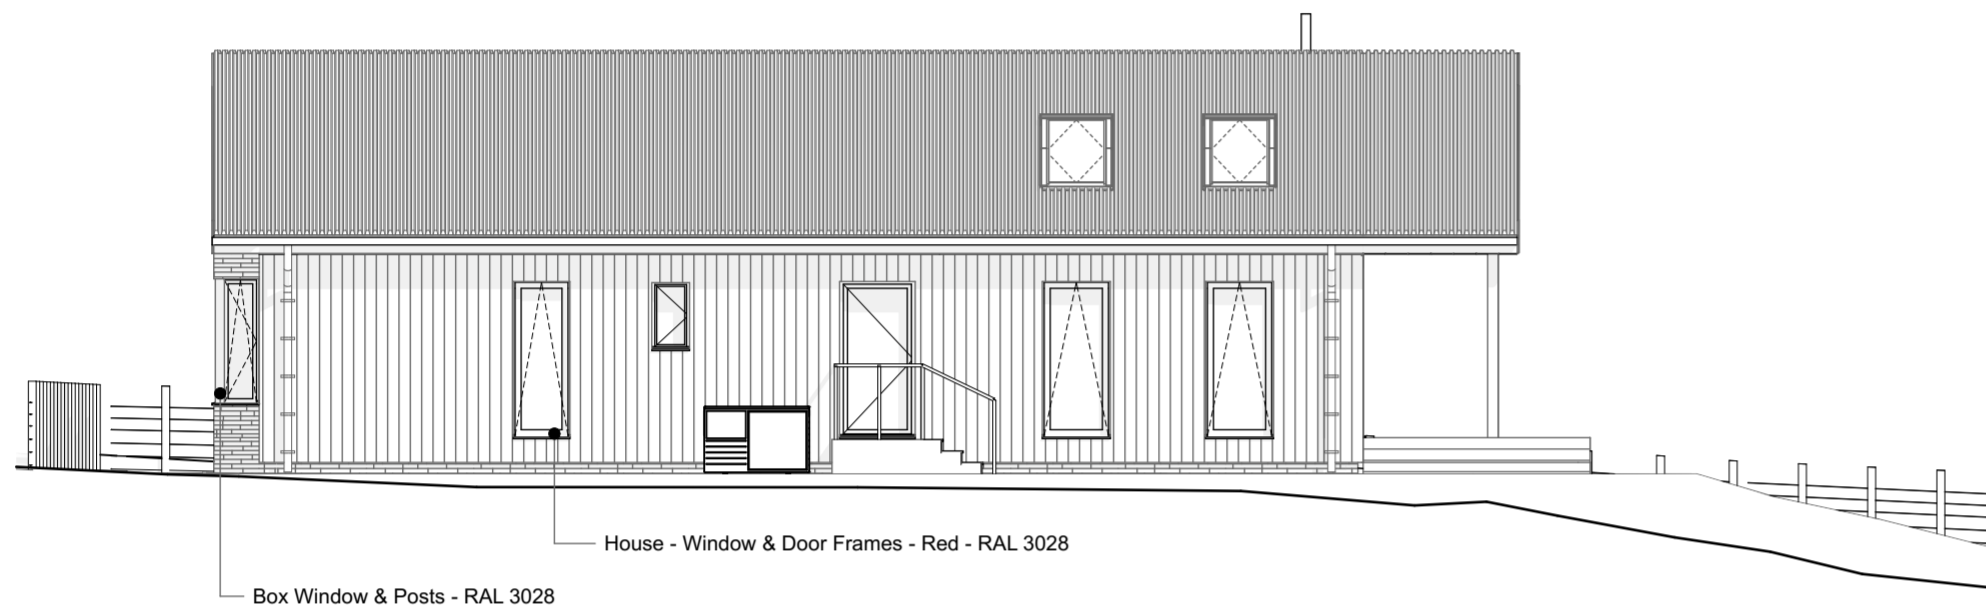 House - Window & Door Frames - Red - RAL 3028
Box Window & Posts - RAL 3028